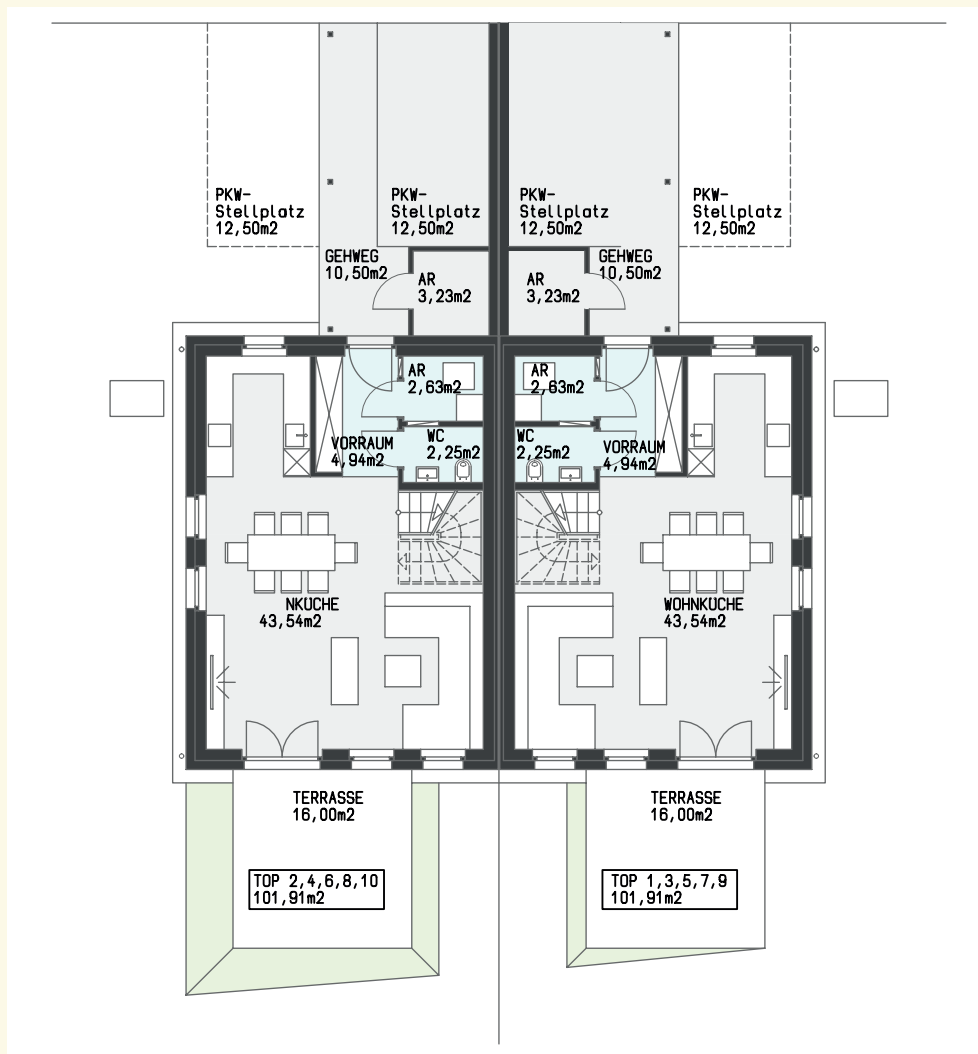 PKW-
Stellplatz
12,50m2
PKW-
Stellplatz
12,50m2
PKW-
Stellplatz
12,50m2
PKW-
Stellplatz
12,50m2
GEHWEG
10,50m2
AR
3,23m2
AR
3,23m2
GEHWEG
10,50m2
AR
2,63m2
AR
2,63m2
VORRAUM
4,94m2
WC
2,25m2
WC
2,25m2
VORRAUM
4,94m2
NKÜCHE
43,54m2
WOHNKÜCHE
43,54m2
TERRASSE
16,00m2
TERRASSE
16,00m2
TOP 2,4,6,8,10
101,91m2
TOP 1,3,5,7,9
101,91m2